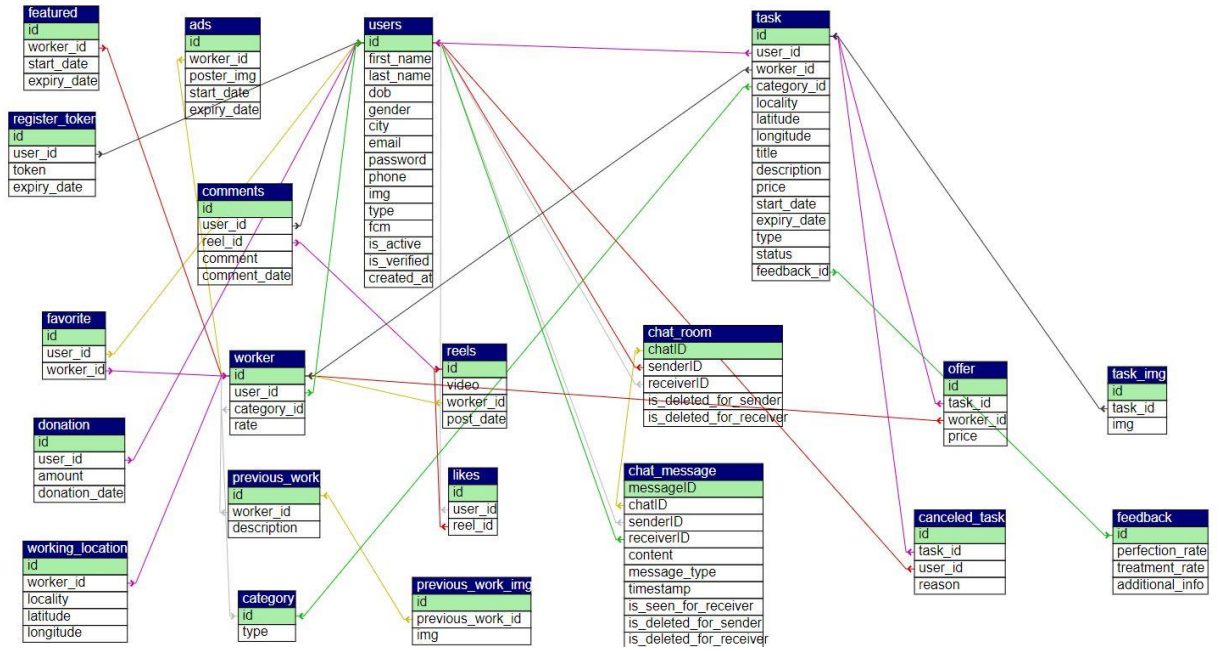 featured
id
worker_id
start_date
expiry_date
ads
id
worker_id
poster_img
start_date
expiry_date
users
id
first_name
last_name
dob
gender
city
email
password
phone
img
type
fcm
is_active
is_verified
created_at
task
id
user_id
worker_id
category_id
locality
latitude
longitude
title
description
price
start_date
expiry_date
type
status
feedback_id
register_token
id
user_id
token
expiry_date
comments
id
user_id
reel_id
comment
comment_date
favorite
id
user_id
worker_id
worker
id
user_id
category_id
rate
reels
id
video
worker_id
post_date
chat_room
chatID
senderID
receiverID
is_deleted_for_sender
is_deleted_for_receiver
offer
id
task_id
worker_id
price
task_img
id
task_id
img
donation
id
user_id
amount
donation_date
previous_work
id
worker_id
description
likes
id
user_id
reel_id
chat_message
messageID
chatID
senderID
receiverID
content
message_type
timestamp
is_seen_for_receiver
is_deleted_for_sender
is_deleted_for_receiver
canceled_task
id
task_id
user_id
reason
feedback
id
perfection_rate
treatment_rate
additional_info
working_location
id
worker_id
locality
latitude
longitude
category
id
type
previous_work_img
id
previous_work_id
img